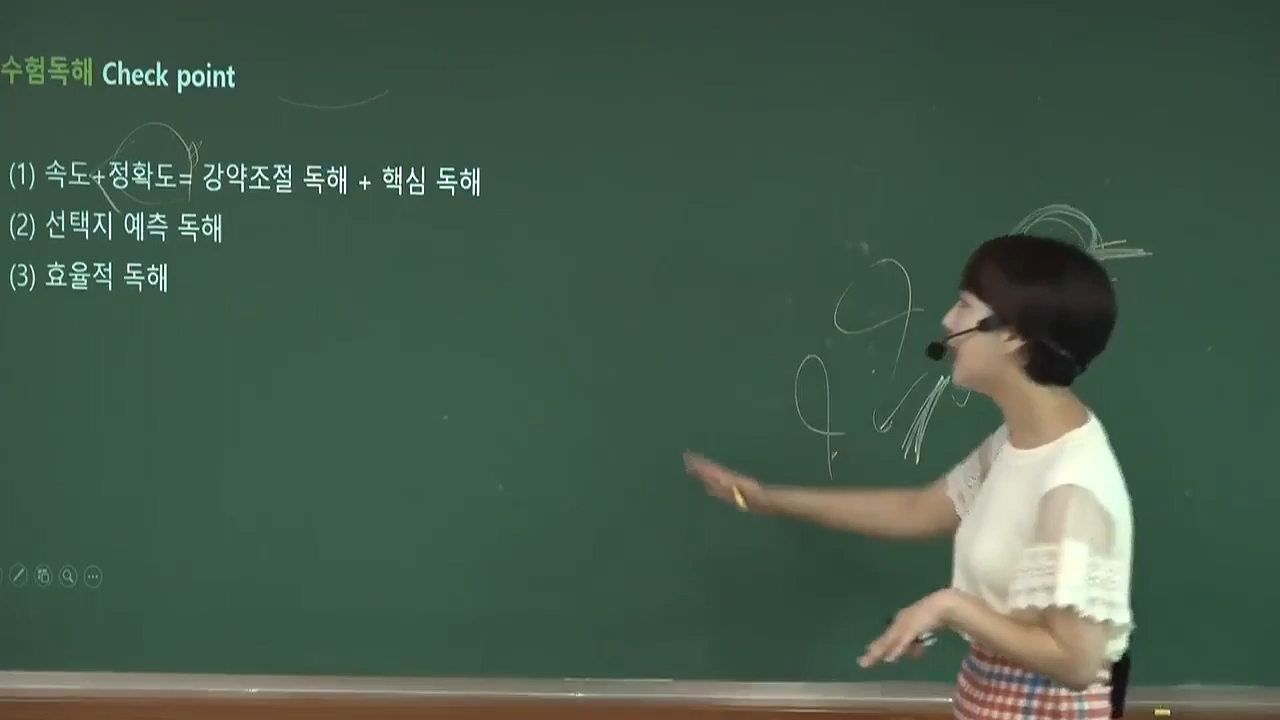 수험독해 Check point
(1) 속도+정확도= 강약조절 독해 + 핵심 독해
(2) 선택지 예측 독해
(3) 효율적 독해